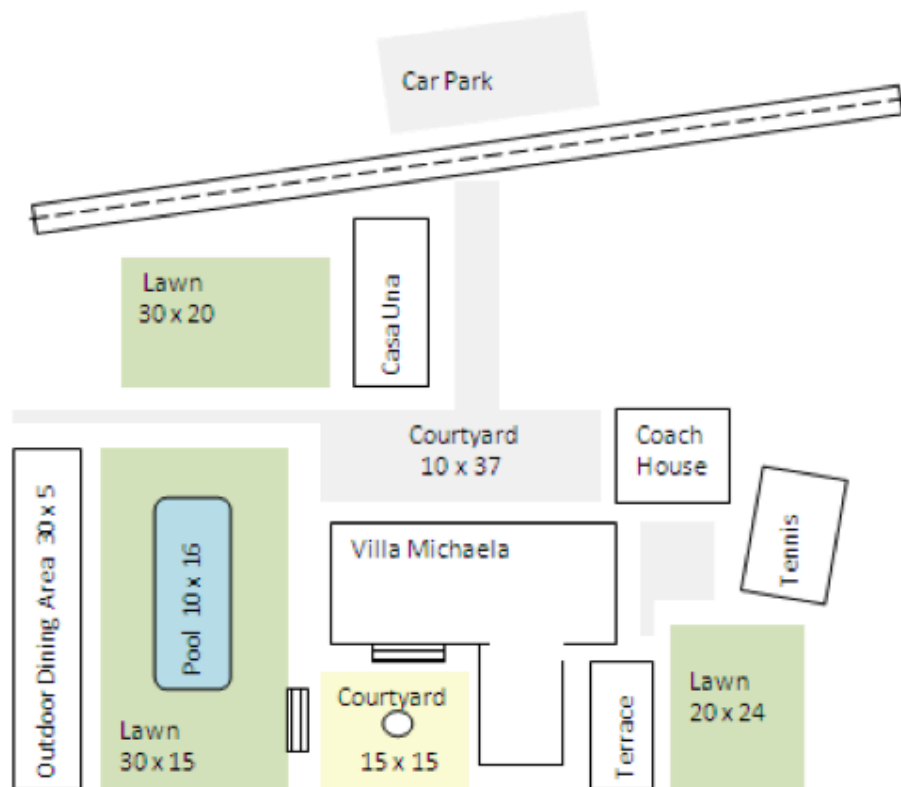 Car Park
Lawn
30 x 20
Casa Una
Courtyard
10 x 37
Coach
House
Outdoor Dining Area 30 x 5
Pool 10 x 16
Villa Michaela
Tennis
Lawn
30 x 15
Courtyard
15 x 15
Terrace
Lawn
20 x 24